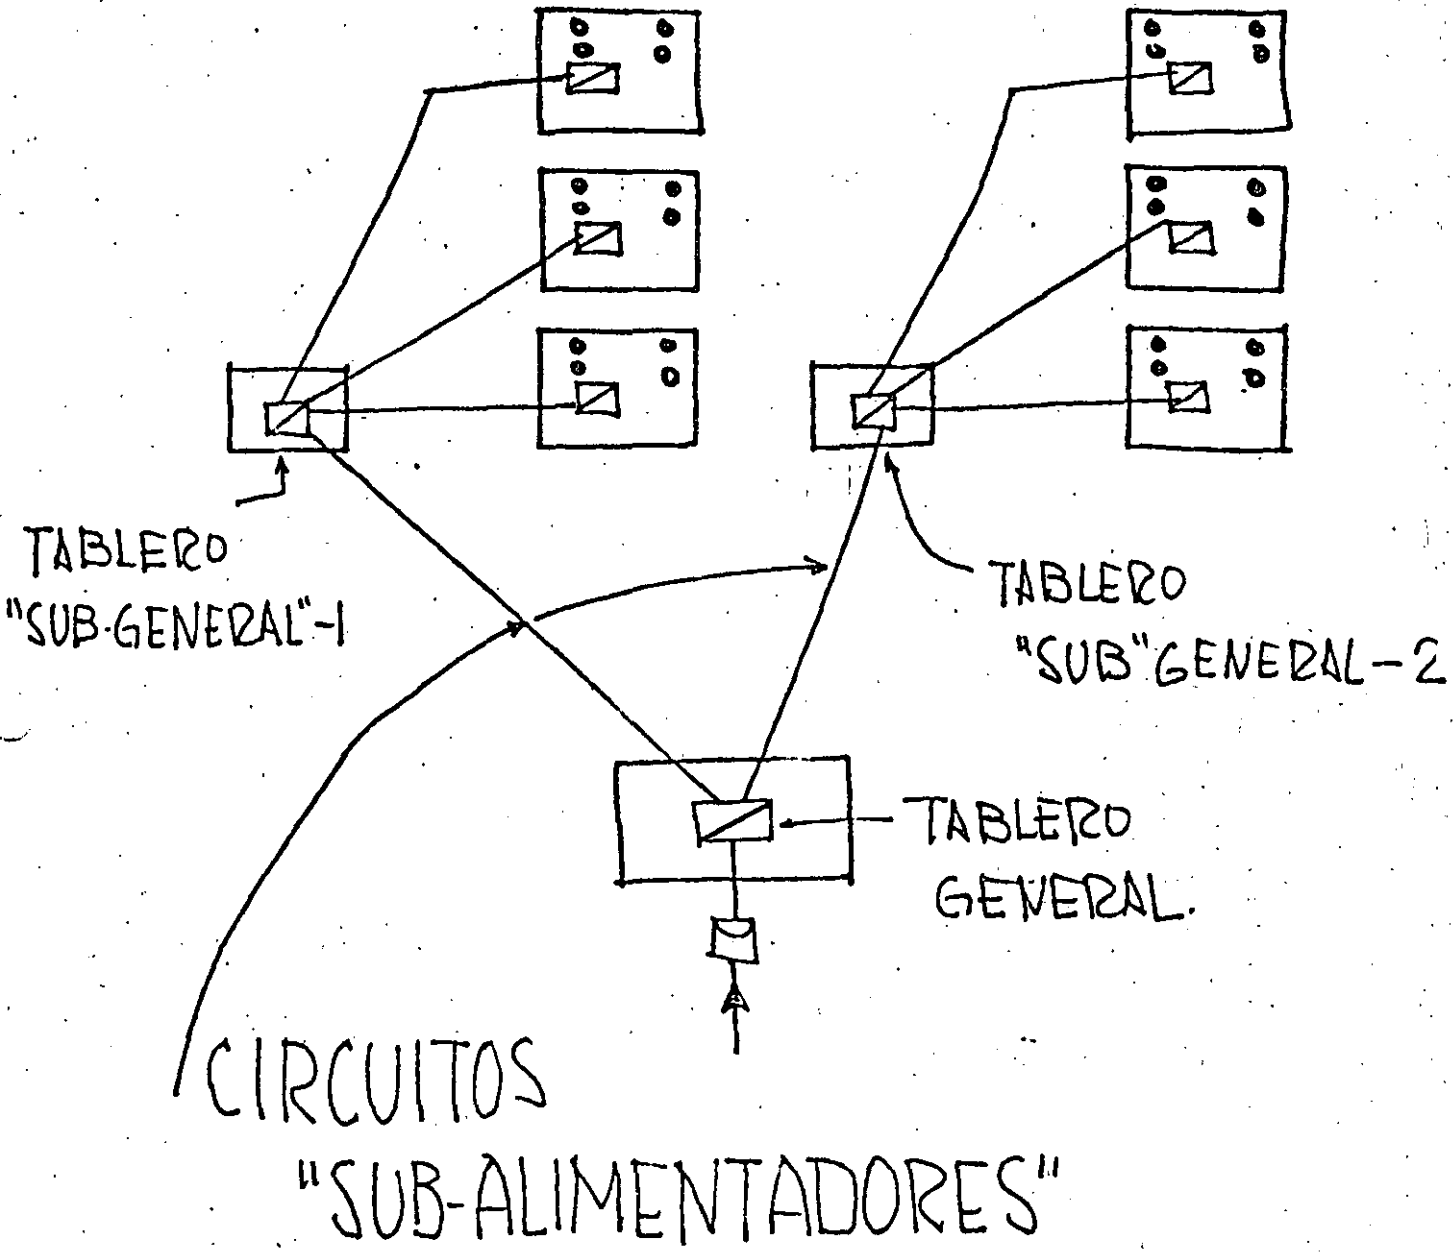 TABLERO
"SUB-GENERAL"-1
TABLERO
"SUB" GENERAL-2
TABLERO
GENERAL.
CIRCUITOS
"SUB-ALIMENTADORES"